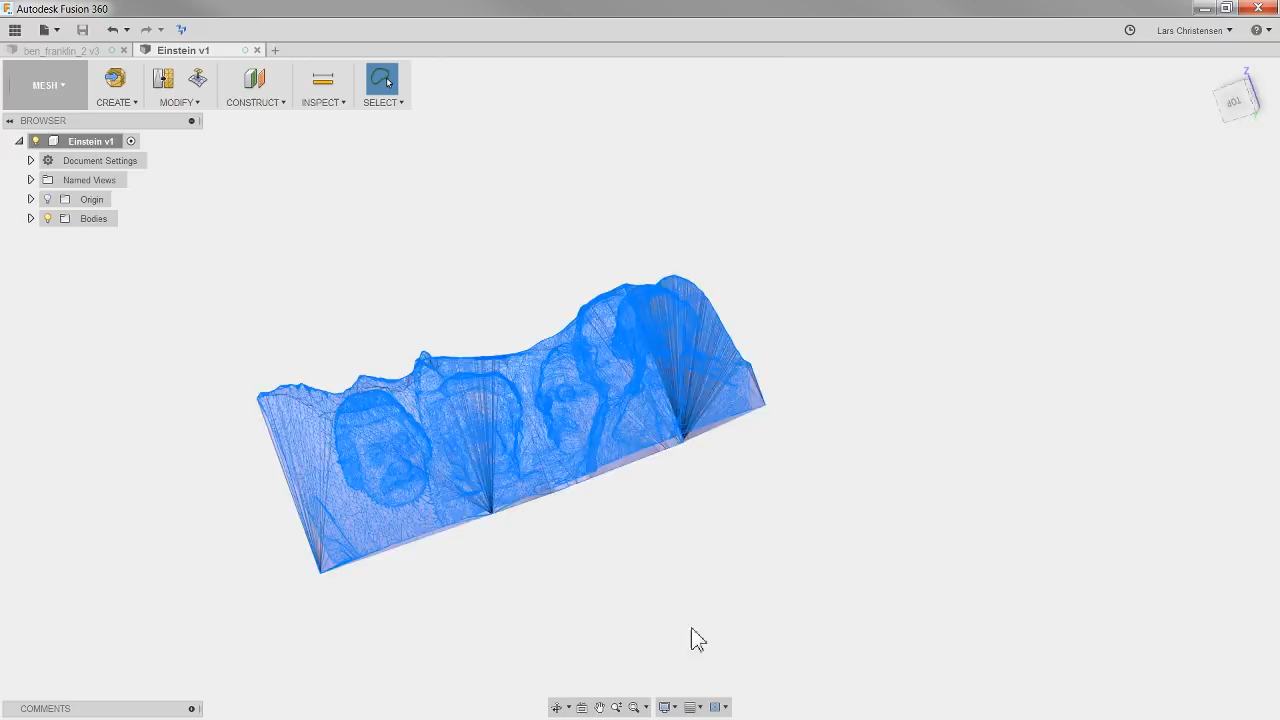 Autodesk Fusion 360
Lars Christensen
ben_franklin_2 v3
Einstein v1
MESH
CREATE
MODIFY
CONSTRUCT
INSPECT
SELECT
Z
TOP
BROWSER
Einstein v1
Document Settings
Named Views
Origin
Bodies
COMMENTS